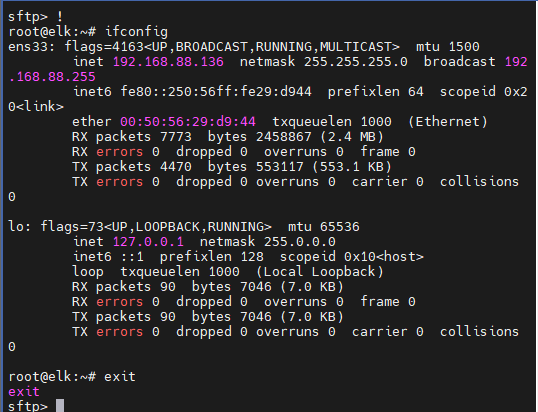 sftp> !
root@elk:~# ifconfig
ens33: flags=4163<UP,BROADCAST,RUNNING,MULTICAST>  mtu 1500
        inet 192.168.88.136  netmask 255.255.255.0  broadcast 192
.168.88.255
        inet6 fe80::250:56ff:fe29:d944  prefixlen 64  scopeid 0x2
0<link>
        ether 00:50:56:29:d9:44  txqueuelen 1000  (Ethernet)
        RX packets 7773  bytes 2458867 (2.4 MB)
        RX errors 0  dropped 0  overruns 0  frame 0
        TX packets 4470  bytes 553117 (553.1 KB)
        TX errors 0  dropped 0 overruns 0  carrier 0  collisions
0
lo: flags=73<UP,LOOPBACK,RUNNING>  mtu 65536
        inet 127.0.0.1  netmask 255.0.0.0
        inet6 ::1  prefixlen 128  scopeid 0x10<host>
        loop  txqueuelen 1000  (Local Loopback)
        RX packets 90  bytes 7046 (7.0 KB)
        RX errors 0  dropped 0  overruns 0  frame 0
        TX packets 90  bytes 7046 (7.0 KB)
        TX errors 0  dropped 0 overruns 0  carrier 0  collisions
0
root@elk:~# exit
exit
sftp>